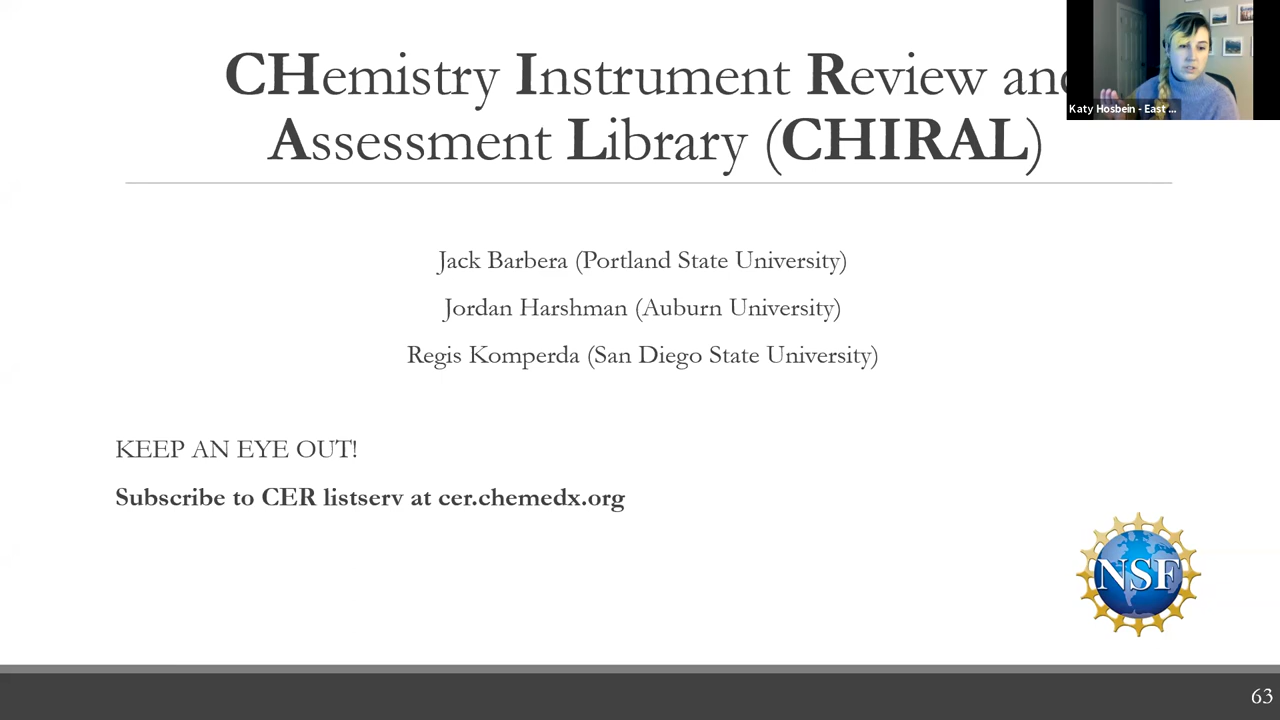 CHemistry Instrument Review and
Assessment Library (CHIRAL)
Katy Hosbein - East ...
Jack Barbera (Portland State University)
Jordan Harshman (Auburn University)
Regis Komperda (San Diego State University)
KEEP AN EYE OUT!
Subscribe to CER listserv at cer.chemedx.org
NSF
63